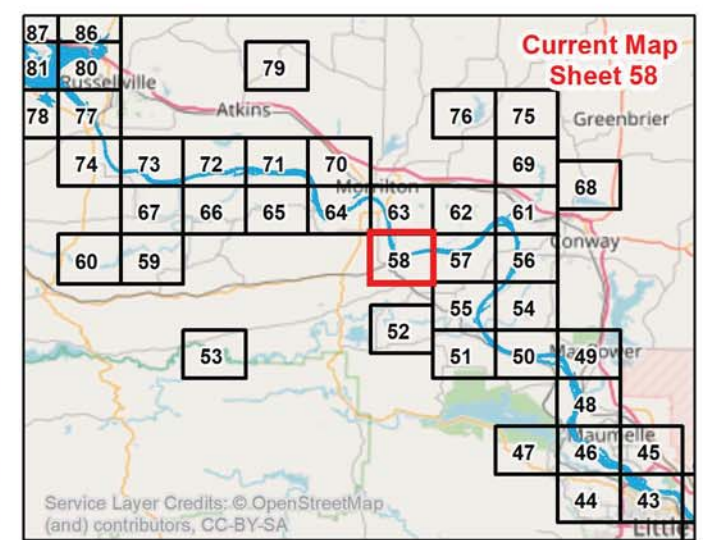 87 86
Current Map
Sheet 58
81 80
Russellville
79
78 77
Atkins
76 75
Greenbrier
74 73 72 71 70
69
68
Morrilton
67 66 65 64 63 62 61
Conway
60 59 58 57 56
55 54
52
53
51 50 49
48
Maumelle
47 46 45
44 43
Little
Service Layer Credits: © OpenStreetMap
(and) contributors, CC-BY-SA